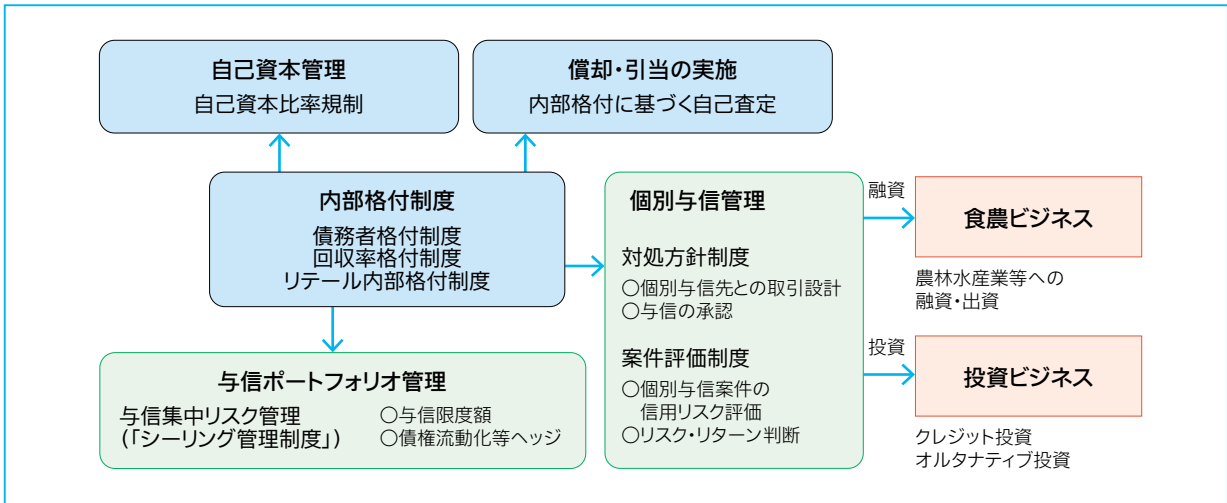 自己資本管理
自己資本比率規制
償却・引当の実施
内部格付に基づく自己査定
内部格付制度
債務者格付制度
回収率格付制度
リテール内部格付制度
個別与信管理
対処方針制度
○個別与信先との取引設計
○与信の承認
案件評価制度
○個別与信案件の
信用リスク評価
○リスク・リターン判断
融資
食農ビジネス
農林水産業等への
融資・出資
投資
投資ビジネス
クレジット投資
オルタナティブ投資
与信ポートフォリオ管理
与信集中リスク管理
(「シーリング管理制度」)
○与信限度額
○債権流動化等ヘッジ